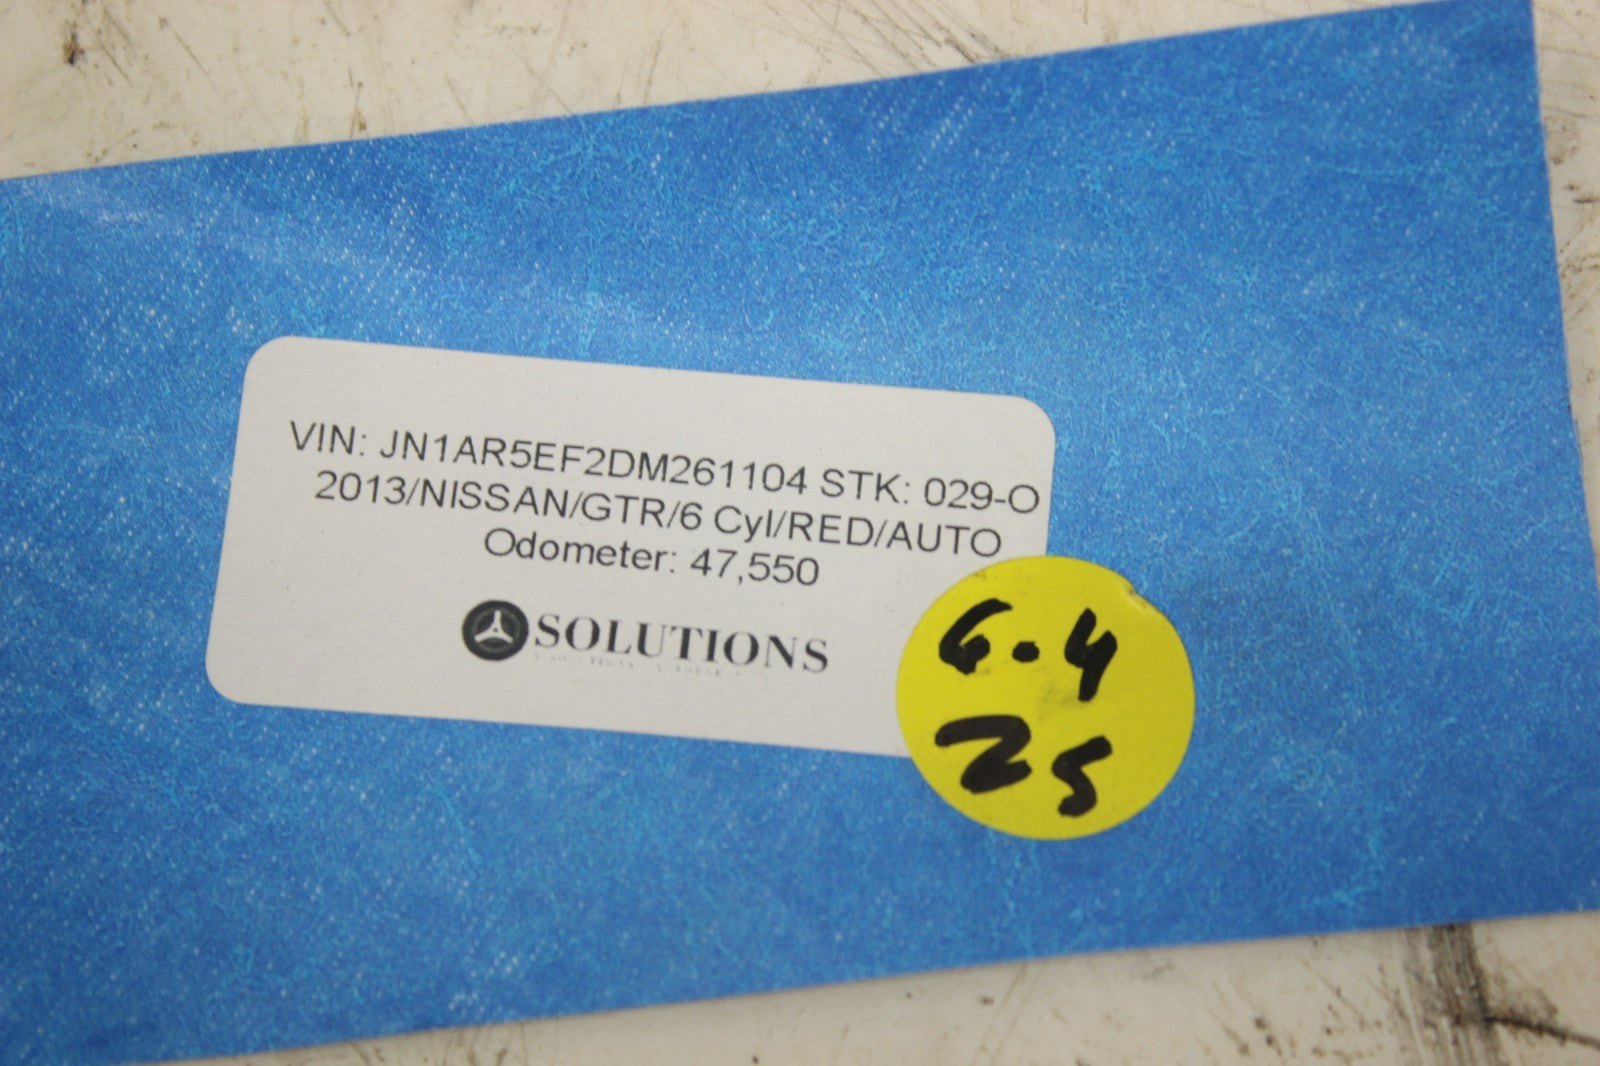 VIN: JN1AR5EF2DM261104 STK: 029-O
2013/NISSAN/GTR/6 Cyl/RED/AUTO
Odometer: 47,550
SOLUTIONS
6.4
25